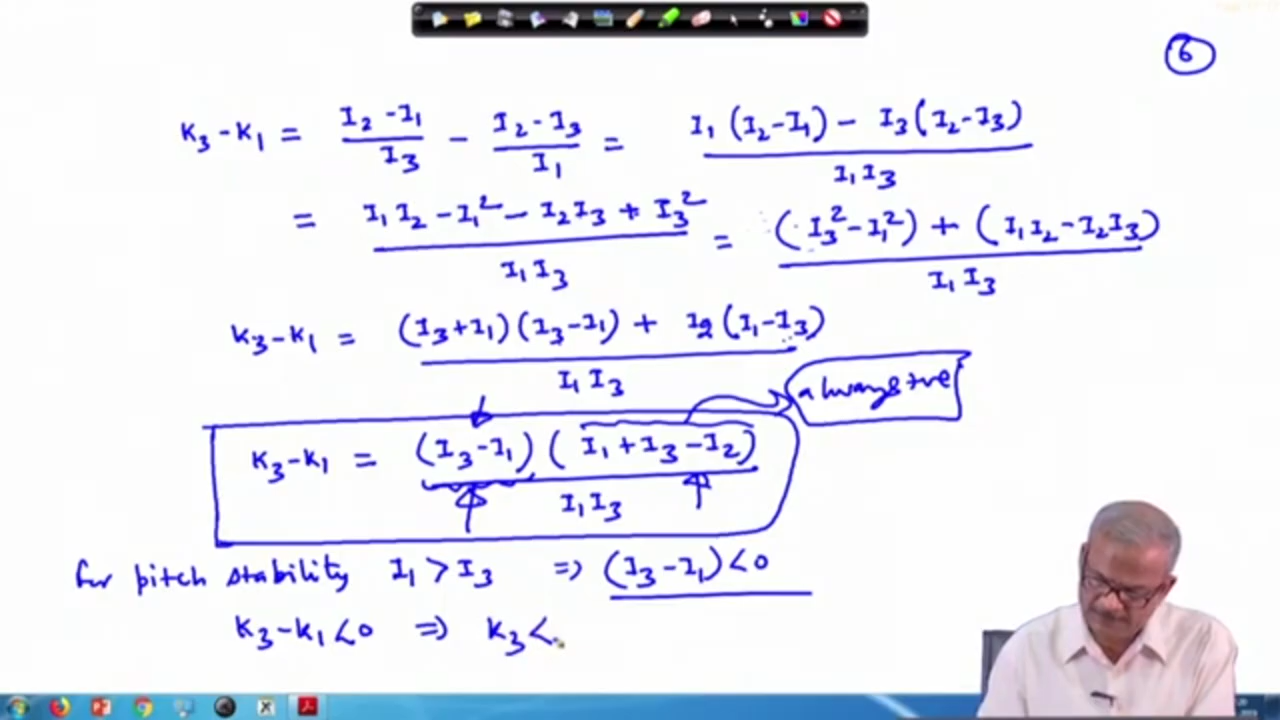 6
K₃ - K₁ = (I₂ - I₁)/I₃ - (I₂ - I₃)/I₁ = (I₁(I₂ - I₁) - I₃(I₂ - I₃))/(I₁I₃)
= (I₁I₂ - I₁² - I₂I₃ + I₃²)/(I₁I₃) = ((I₃² - I₁²) + (I₁I₂ - I₂I₃))/(I₁I₃)
K₃ - K₁ = ((I₃ + I₁)(I₃ - I₁) + I₂(I₁ - I₃))/(I₁I₃)
always +ve
K₃ - K₁ = ((I₃ - I₁)(I₁ + I₃ - I₂))/(I₁I₃)
for pitch stability I₁ > I₃ ⇒ (I₃ - I₁) < 0
K₃ - K₁ < 0 ⇒ K₃ <